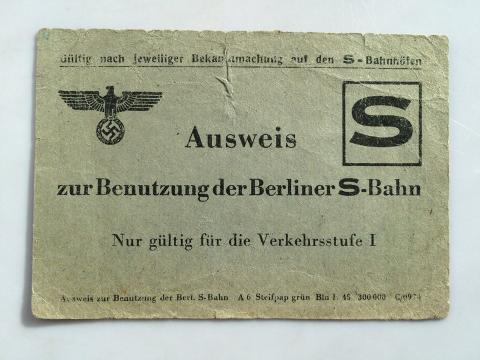 Gültig nach jeweiliger Bekanntmachung auf den S-Bahnhöfen
S
Ausweis
zur Benutzung der Berliner S-Bahn
Nur gültig für die Verkehrsstufe I
Ausweis zur Benutzung der Berl. S-Bahn A 6 Steifpap grün Bln 1. 45 300 000